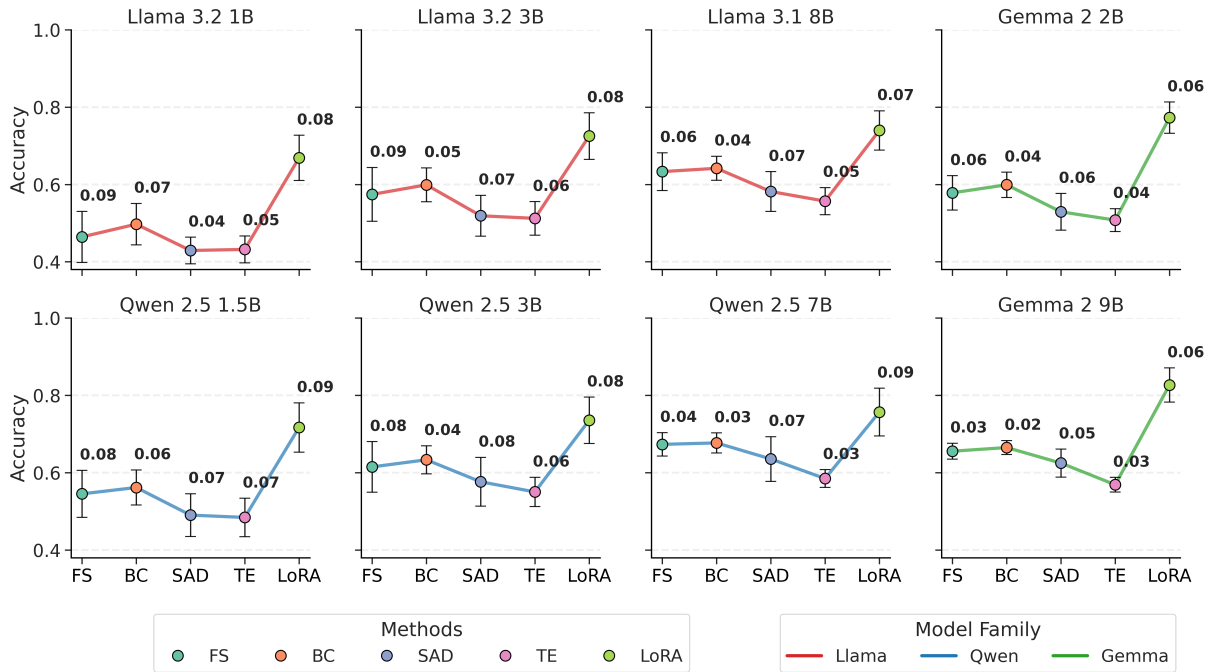 Llama 3.2 1B
Llama 3.2 3B
Llama 3.1 8B
Gemma 2 2B
1.0
0.8
0.6
0.4
Accuracy
0.09
0.07
0.04
0.05
0.08
0.09
0.05
0.07
0.06
0.08
0.06
0.04
0.07
0.05
0.07
0.06
0.04
0.06
0.04
0.06
Qwen 2.5 1.5B
Qwen 2.5 3B
Qwen 2.5 7B
Gemma 2 9B
1.0
0.8
0.6
0.4
Accuracy
0.08
0.06
0.07
0.07
0.09
0.08
0.04
0.08
0.06
0.08
0.04
0.03
0.07
0.03
0.09
0.03
0.02
0.05
0.03
0.06
FS BC SAD TE LoRA
FS BC SAD TE LoRA
FS BC SAD TE LoRA
FS BC SAD TE LoRA
Methods
FS BC SAD TE LoRA
Model Family
Llama Qwen Gemma